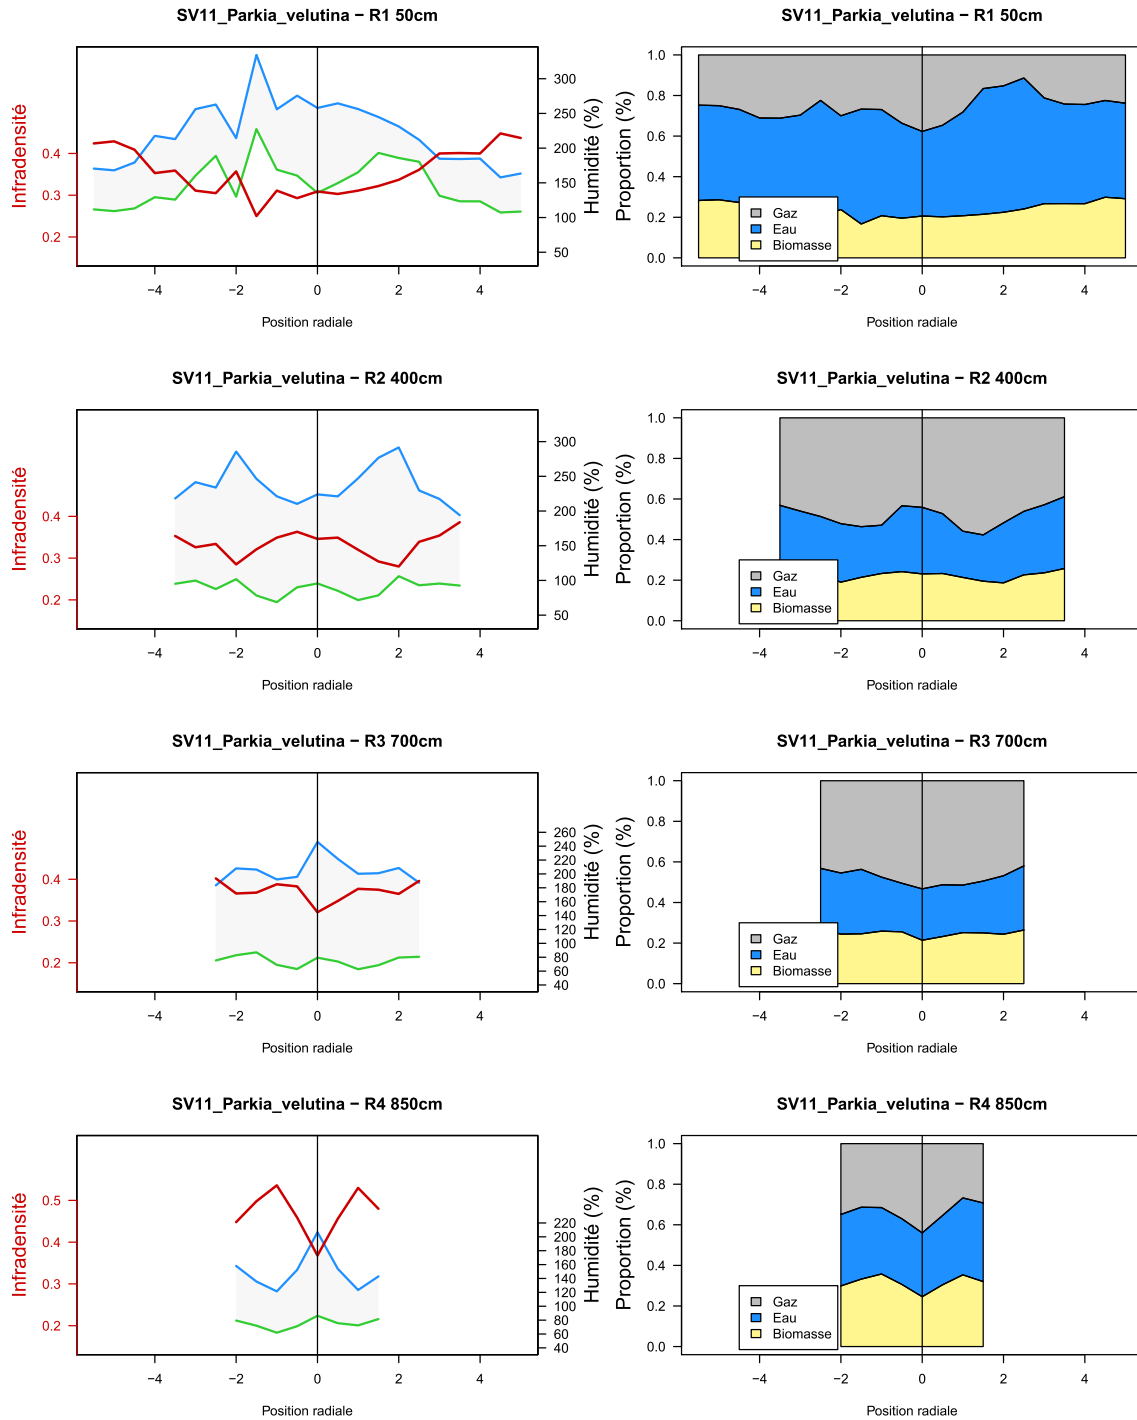 SV11_Parkia_velutina − R1 50cm
Infradensité
0.4
0.3
0.2
300
250
200
150
100
50
Humidité (%)
−4 −2 0 2 4
Position radiale
SV11_Parkia_velutina − R1 50cm
Proportion (%)
1.0
0.8
0.6
0.4
0.2
0.0
Gaz
Eau
Biomasse
−4 −2 0 2 4
Position radiale
SV11_Parkia_velutina − R2 400cm
Infradensité
0.4
0.3
0.2
300
250
200
150
100
50
Humidité (%)
−4 −2 0 2 4
Position radiale
SV11_Parkia_velutina − R2 400cm
Proportion (%)
1.0
0.8
0.6
0.4
0.2
0.0
Gaz
Eau
Biomasse
−4 −2 0 2 4
Position radiale
SV11_Parkia_velutina − R3 700cm
Infradensité
0.4
0.3
0.2
260
240
220
200
180
160
140
120
100
80
60
40
Humidité (%)
−4 −2 0 2 4
Position radiale
SV11_Parkia_velutina − R3 700cm
Proportion (%)
1.0
0.8
0.6
0.4
0.2
0.0
Gaz
Eau
Biomasse
−4 −2 0 2 4
Position radiale
SV11_Parkia_velutina − R4 850cm
Infradensité
0.5
0.4
0.3
0.2
220
200
180
160
140
120
100
80
60
40
Humidité (%)
−4 −2 0 2 4
Position radiale
SV11_Parkia_velutina − R4 850cm
Proportion (%)
1.0
0.8
0.6
0.4
0.2
0.0
Gaz
Eau
Biomasse
−4 −2 0 2 4
Position radiale